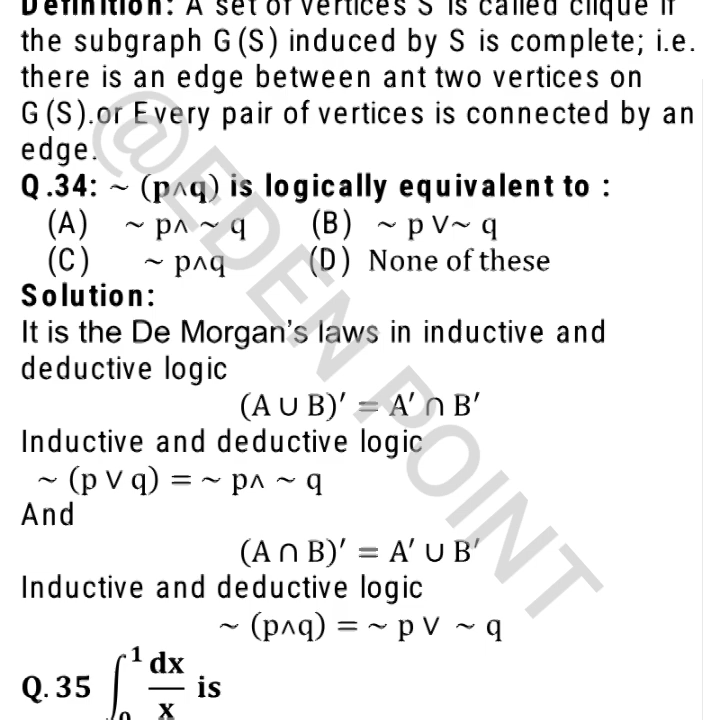 Definition: A set of vertices S is called clique if
the subgraph G(S) induced by S is complete; i.e.
there is an edge between ant two vertices on
G(S).or Every pair of vertices is connected by an
edge.
Q.34: ~ (p∧q) is logically equivalent to :
(A) ~ p∧ ~ q (B) ~ p ∨~ q
(C) ~ p∧q (D) None of these
Solution:
It is the De Morgan's laws in inductive and
deductive logic
(A ∪ B)′ = A′ ∩ B′
Inductive and deductive logic
~ (p ∨ q) = ~ p∧ ~ q
And
(A ∩ B)′ = A′ ∪ B′
Inductive and deductive logic
~ (p∧q) = ~ p ∨ ~ q
Q. 35 ∫₀¹ dx/x is
@EDEN POINT